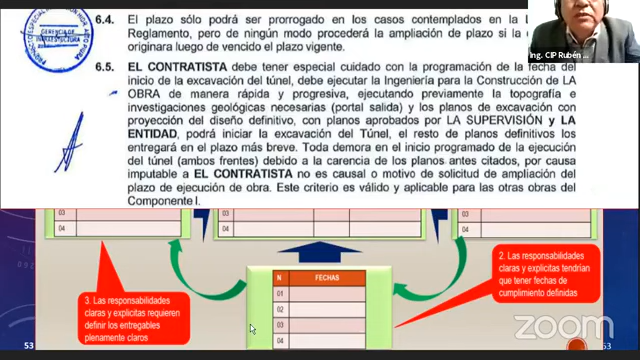 6.4. El plazo sólo podrá ser prorrogado en los casos contemplados en la
Reglamento, pero de ningún modo procederá la ampliación de plazo si la
originara luego de vencido el plazo vigente.
6.5. EL CONTRATISTA debe tener especial cuidado con la programación de la fecha del
inicio de la excavación del túnel, debe ejecutar la Ingeniería para la Construcción de LA
OBRA de manera rápida y progresiva, ejecutando previamente la topografía e
investigaciones geológicas necesarias (portal salida) y los planos de excavación con
proyección del diseño definitivo, con planos aprobados por LA SUPERVISIÓN y LA
ENTIDAD, podrá iniciar la excavación del Túnel, el resto de planos definitivos los
entregará en el plazo más breve. Toda demora en el inicio programado de la ejecución
del túnel (ambos frentes) debido a la carencia de los planos antes citados, por causa
imputable a EL CONTRATISTA no es causal o motivo de solicitud de ampliación del
plazo de ejecución de obra. Este criterio es válido y aplicable para las otras obras del
Componente I.
GERENCIA DE
INFRAESTRUCTURA
Ing. CIP Rubén
03
04
03
04
03
04
N FECHAS
01
02
03
04
3. Las responsabilidades
claras y explicitas requieren
definir los entregables
plenamente claros
2. Las responsabilidades
claras y explicitas tendrían
que tener fechas de
cumplimiento definidas
53
zoom
53